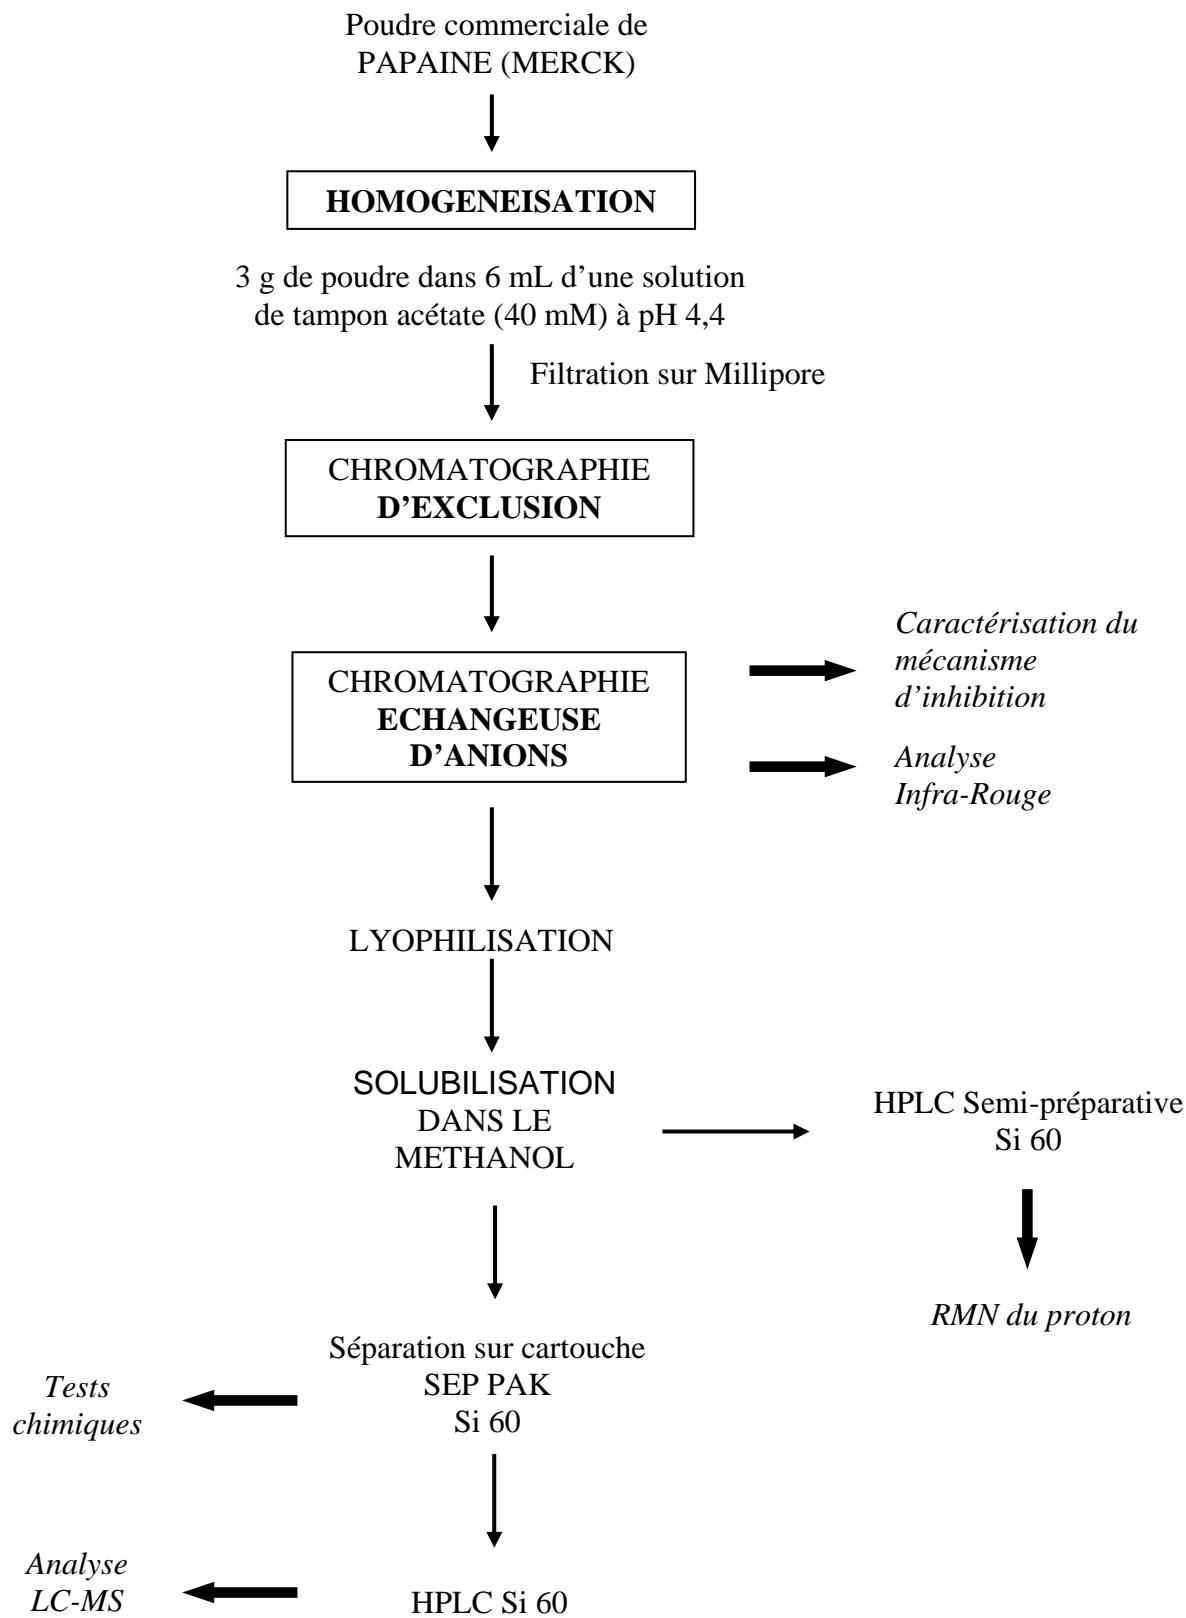 Poudre commerciale de
PAPAINE (MERCK)
HOMOGENEISATION
3 g de poudre dans 6 mL d’une solution
de tampon acétate (40 mM) à pH 4,4
Filtration sur Millipore
CHROMATOGRAPHIE
D’EXCLUSION
CHROMATOGRAPHIE
ECHANGEUSE
D’ANIONS
Caractérisation du
mécanisme
d’inhibition
Analyse
Infra-Rouge
LYOPHILISATION
SOLUBILISATION
DANS LE
METHANOL
HPLC Semi-préparative
Si 60
RMN du proton
Séparation sur cartouche
SEP PAK
Si 60
Tests
chimiques
HPLC Si 60
Analyse
LC-MS